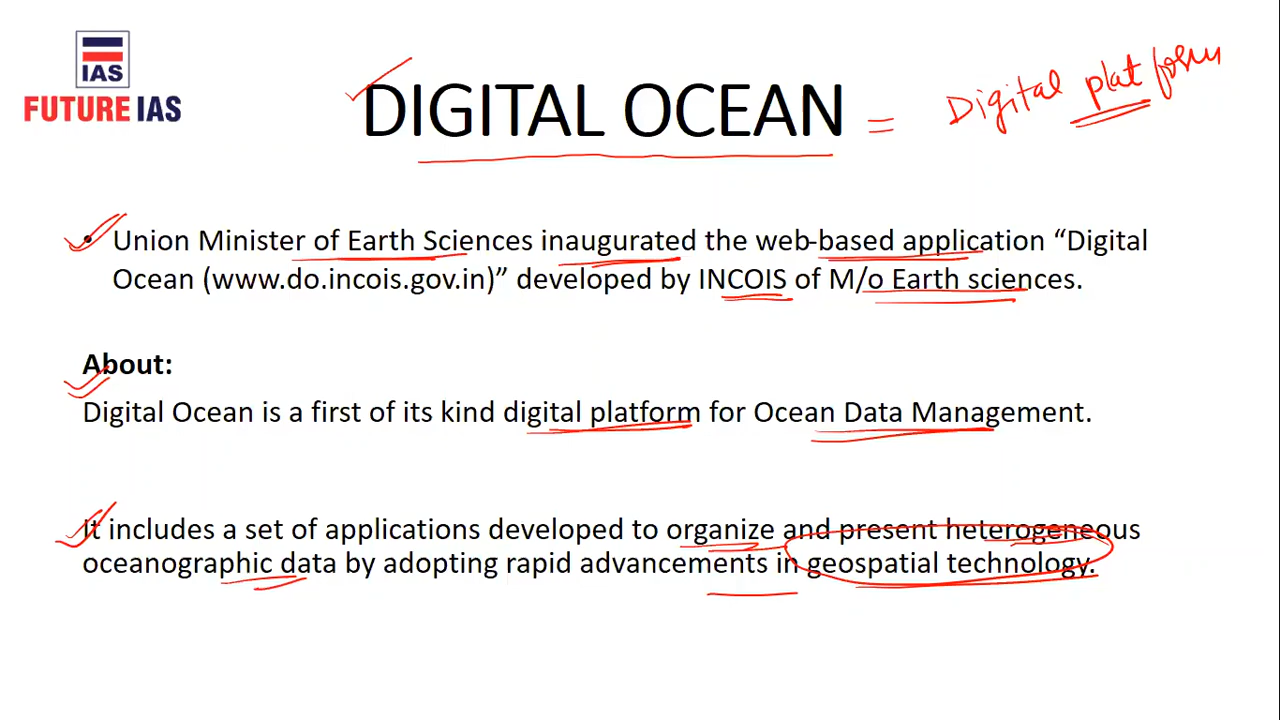 IAS
FUTURE IAS
DIGITAL OCEAN = Digital platform
• Union Minister of Earth Sciences inaugurated the web-based application “Digital
Ocean (www.do.incois.gov.in)” developed by INCOIS of M/o Earth sciences.
About:
Digital Ocean is a first of its kind digital platform for Ocean Data Management.
It includes a set of applications developed to organize and present heterogeneous
oceanographic data by adopting rapid advancements in geospatial technology.